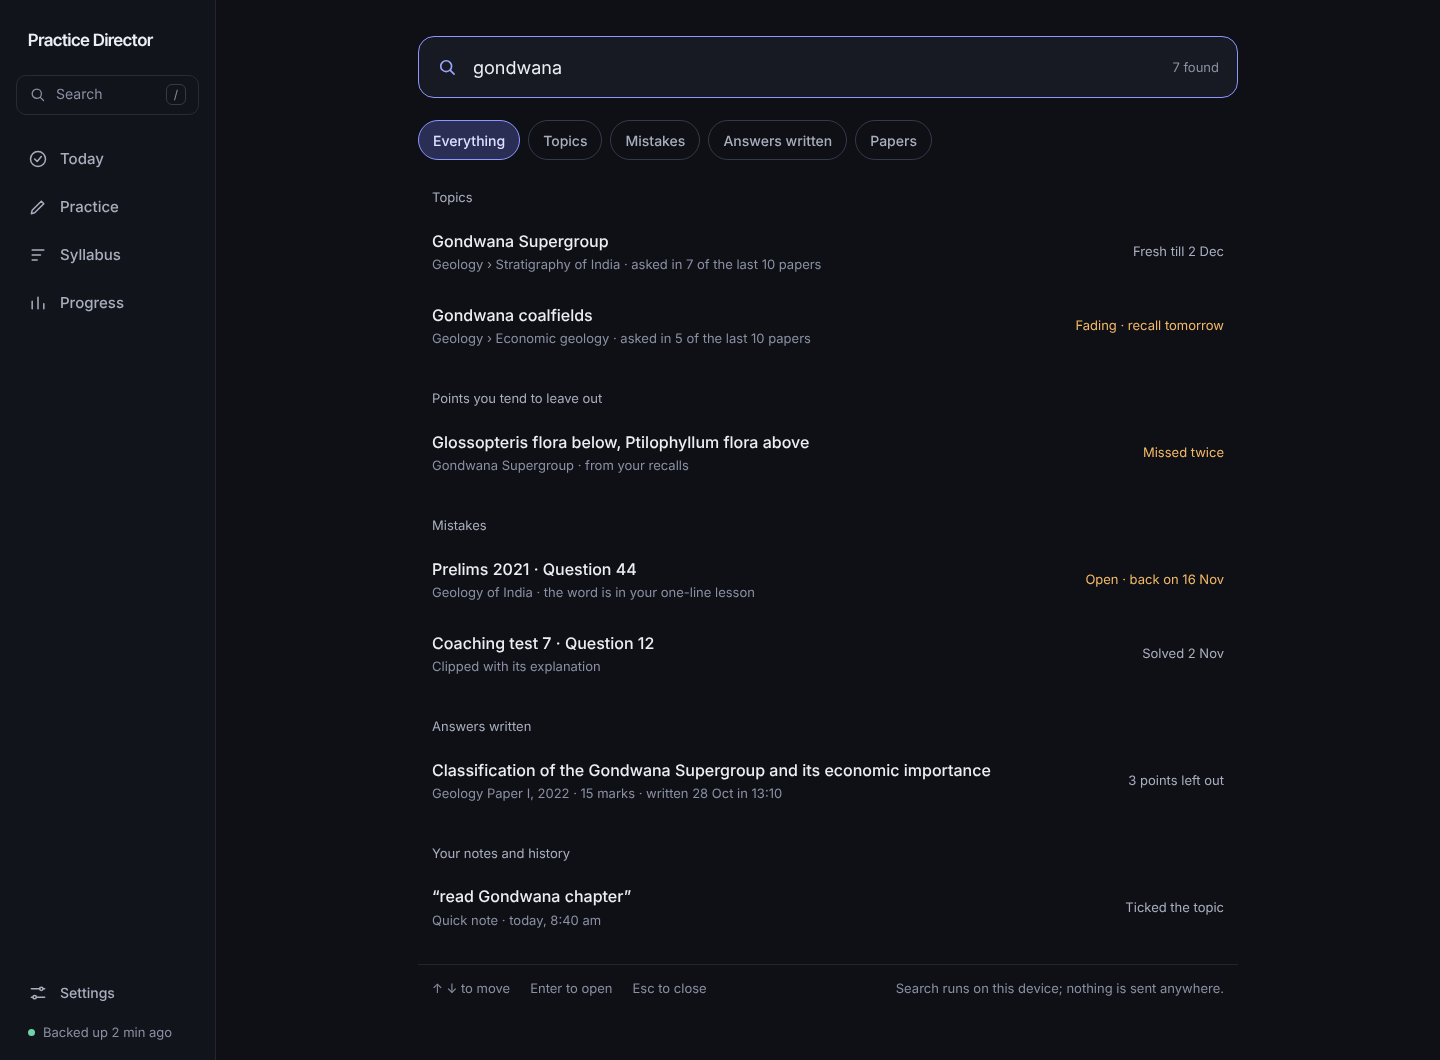 Practice Director
Search /
Today
Practice
Syllabus
Progress
Settings
Backed up 2 min ago
gondwana
7 found
Everything
Topics
Mistakes
Answers written
Papers
Topics
Gondwana Supergroup
Geology › Stratigraphy of India · asked in 7 of the last 10 papers
Fresh till 2 Dec
Gondwana coalfields
Geology › Economic geology · asked in 5 of the last 10 papers
Fading · recall tomorrow
Points you tend to leave out
Glossopteris flora below, Ptilophyllum flora above
Gondwana Supergroup · from your recalls
Missed twice
Mistakes
Prelims 2021 · Question 44
Geology of India · the word is in your one-line lesson
Open · back on 16 Nov
Coaching test 7 · Question 12
Clipped with its explanation
Solved 2 Nov
Answers written
Classification of the Gondwana Supergroup and its economic importance
Geology Paper I, 2022 · 15 marks · written 28 Oct in 13:10
3 points left out
Your notes and history
“read Gondwana chapter”
Quick note · today, 8:40 am
Ticked the topic
↑ ↓ to move
Enter to open
Esc to close
Search runs on this device; nothing is sent anywhere.